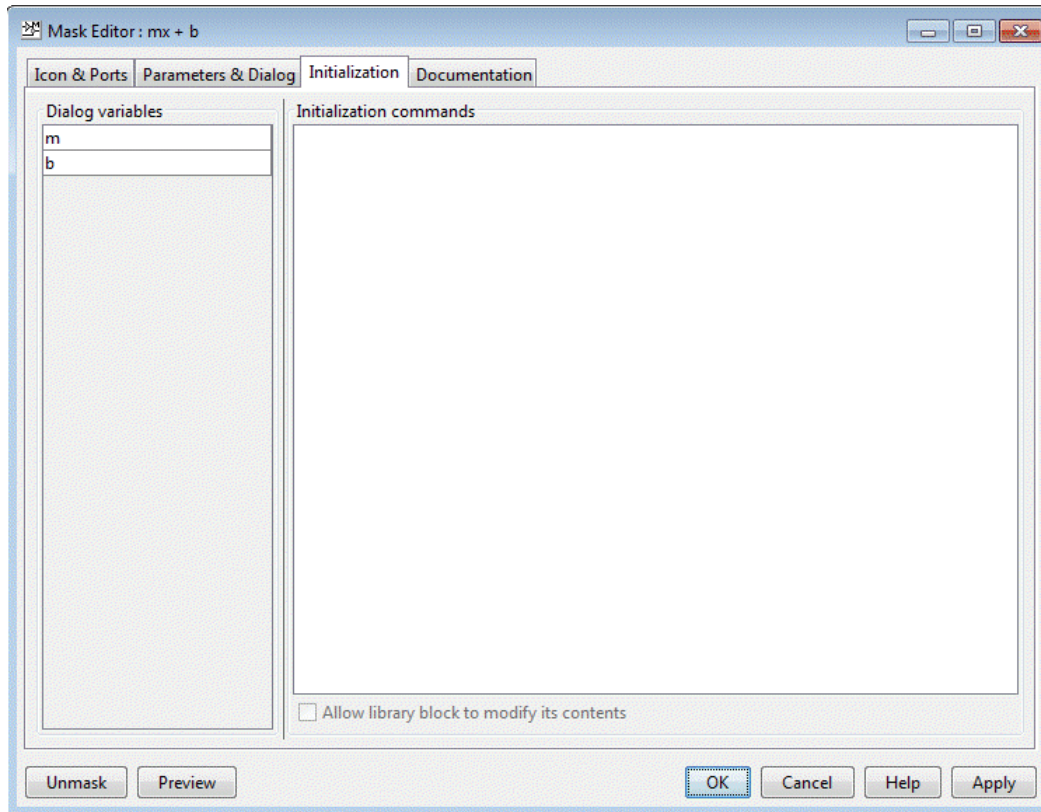 Mask Editor : mx + b
Icon & Ports Parameters & Dialog Initialization Documentation
Dialog variables
m
b
Initialization commands
Allow library block to modify its contents
Unmask Preview OK Cancel Help Apply